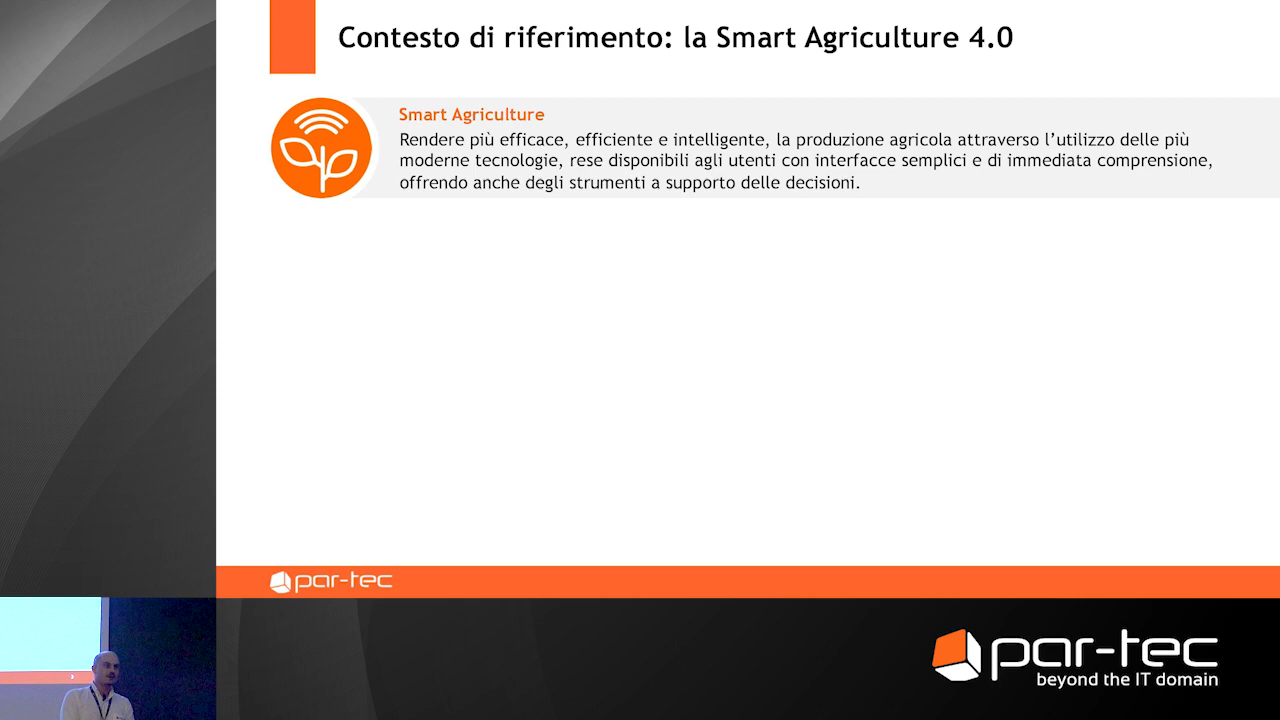 Contesto di riferimento: la Smart Agriculture 4.0
Smart Agriculture
Rendere più efficace, efficiente e intelligente, la produzione agricola attraverso l’utilizzo delle più
moderne tecnologie, rese disponibili agli utenti con interfacce semplici e di immediata comprensione,
offrendo anche degli strumenti a supporto delle decisioni.
par-tec
par-tec
beyond the IT domain